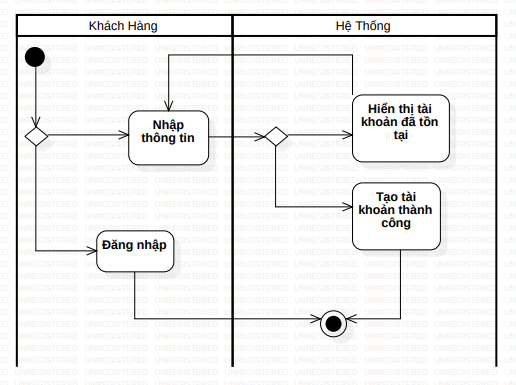 Khách Hàng
Hệ Thống
Nhập
thông tin
Hiển thị tài
khoản đã tồn
tại
Tạo tài
khoản thành
công
Đăng nhập